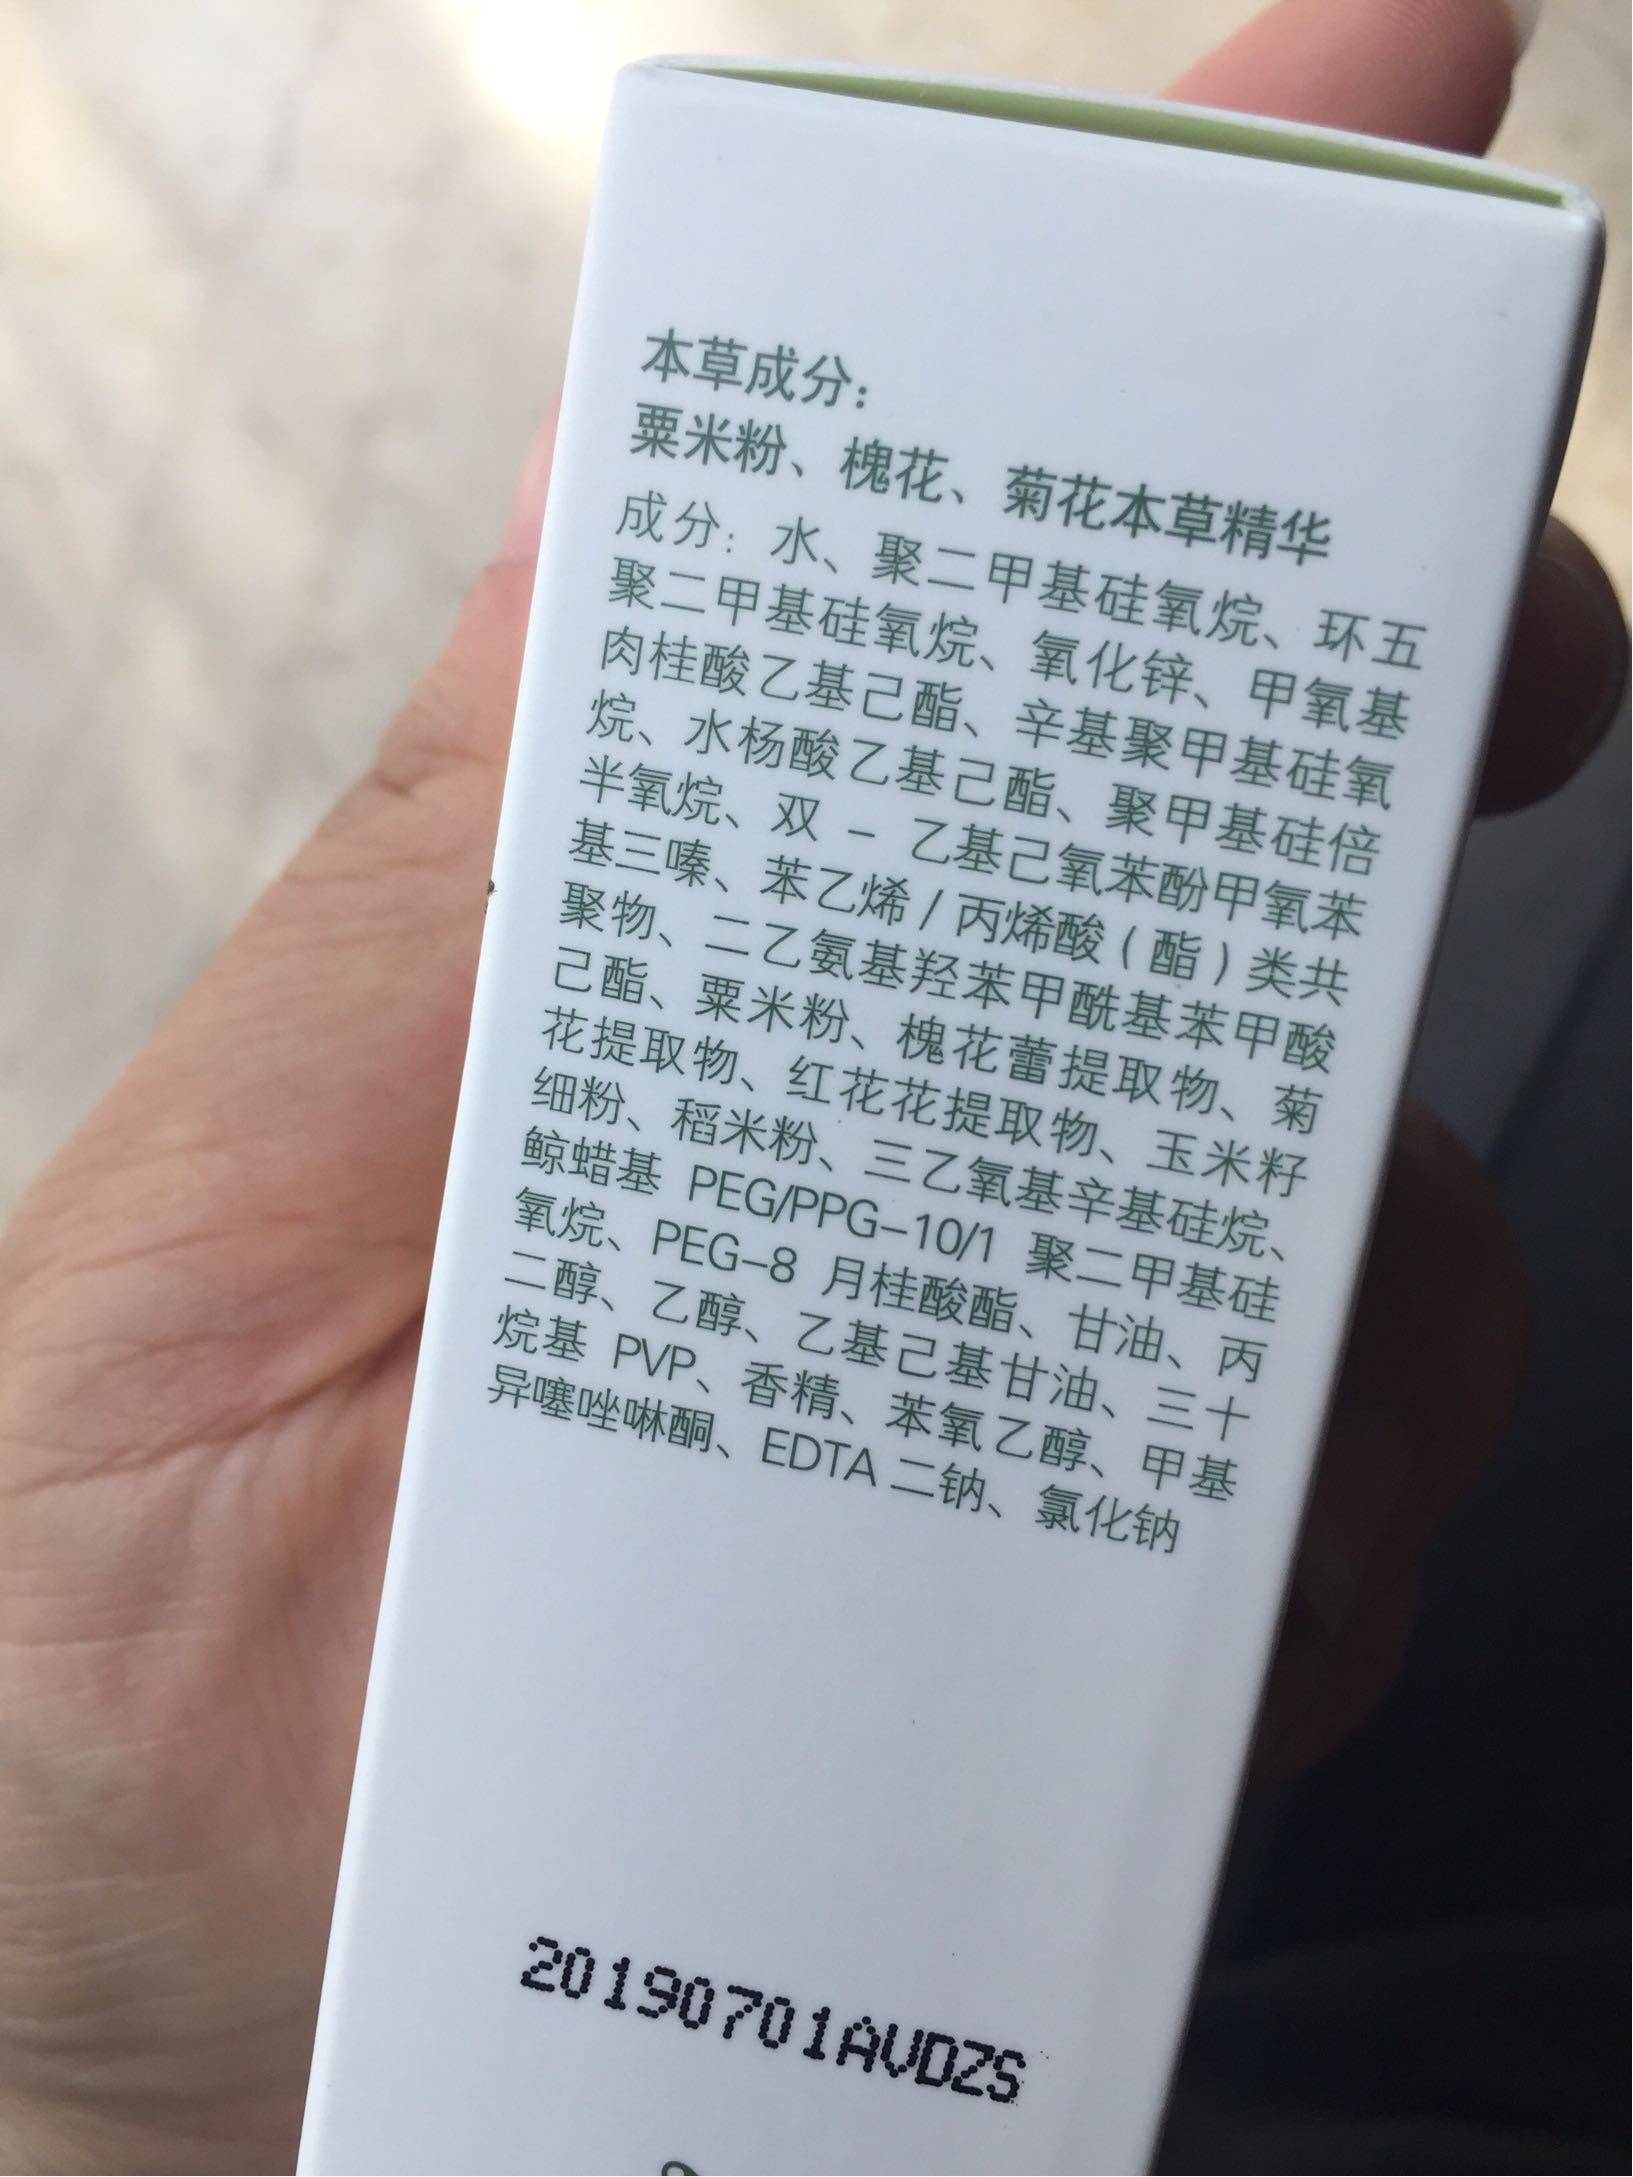 本草成分：
粟米粉、槐花、菊花本草精华
成分：水、聚二甲基硅氧烷、环五
聚二甲基硅氧烷、氧化锌、甲氧基
肉桂酸乙基己酯、辛基聚甲基硅氧
烷、水杨酸乙基己酯、聚甲基硅倍
半氧烷、双 – 乙基己氧苯酚甲氧苯
基三嗪、苯乙烯 / 丙烯酸（酯）类共
聚物、二乙氨基羟苯甲酰基苯甲酸
己酯、粟米粉、槐花蕾提取物、菊
花提取物、红花花提取物、玉米籽
细粉、稻米粉、三乙氧基辛基硅烷、
鲸蜡基 PEG/PPG–10/1 聚二甲基硅
氧烷、PEG–8 月桂酸酯、甘油、丙
二醇、乙醇、乙基己基甘油、三十
烷基 PVP、香精、苯氧乙醇、甲基
异噻唑啉酮、EDTA 二钠、氯化钠
20190701AVDZS